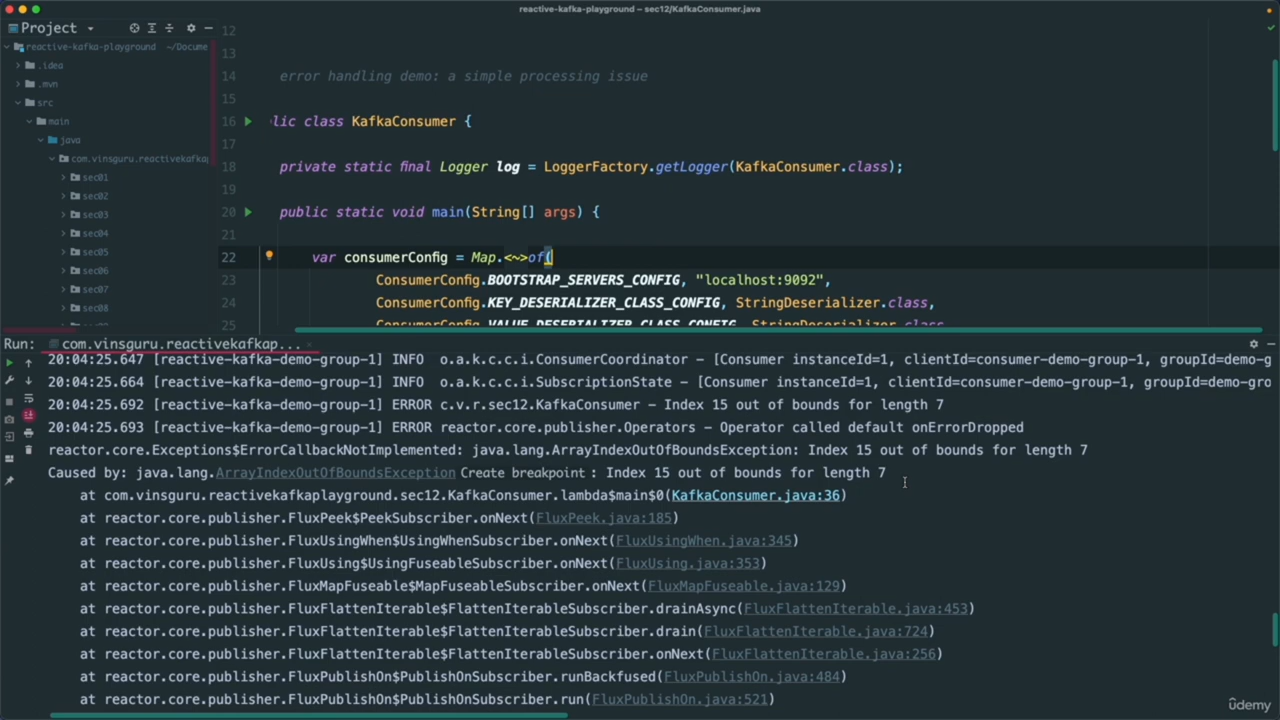 reactive-kafka-playground – sec12/KafkaConsumer.java
Project
reactive-kafka-playground ~/Docume
.idea
.mvn
src
main
java
com.vinsguru.reactivekafkap
sec01
sec02
sec03
sec04
sec05
sec06
sec07
sec08
12
13
14 error handling demo: a simple processing issue
15
16 lic class KafkaConsumer {
17
18 private static final Logger log = LoggerFactory.getLogger(KafkaConsumer.class);
19
20 public static void main(String[] args) {
21
22 var consumerConfig = Map.<~>of(
23 ConsumerConfig.BOOTSTRAP_SERVERS_CONFIG, "localhost:9092",
24 ConsumerConfig.KEY_DESERIALIZER_CLASS_CONFIG, StringDeserializer.class,
25 ConsumerConfig.VALUE_DESERIALIZER_CLASS_CONFIG, StringDeserializer.class
Run: com.vinsguru.reactivekafkap...
20:04:25.647 [reactive-kafka-demo-group-1] INFO o.a.k.c.c.i.ConsumerCoordinator – [Consumer instanceId=1, clientId=consumer-demo-group-1, groupId=demo-gro
20:04:25.664 [reactive-kafka-demo-group-1] INFO o.a.k.c.c.i.SubscriptionState – [Consumer instanceId=1, clientId=consumer-demo-group-1, groupId=demo-group
20:04:25.692 [reactive-kafka-demo-group-1] ERROR c.v.r.sec12.KafkaConsumer – Index 15 out of bounds for length 7
20:04:25.693 [reactive-kafka-demo-group-1] ERROR reactor.core.publisher.Operators – Operator called default onErrorDropped
reactor.core.Exceptions$ErrorCallbackNotImplemented: java.lang.ArrayIndexOutOfBoundsException: Index 15 out of bounds for length 7
Caused by: java.lang.ArrayIndexOutOfBoundsException Create breakpoint : Index 15 out of bounds for length 7
at com.vinsguru.reactivekafkaplayground.sec12.KafkaConsumer.lambda$main$0(KafkaConsumer.java:36)
at reactor.core.publisher.FluxPeek$PeekSubscriber.onNext(FluxPeek.java:185)
at reactor.core.publisher.FluxUsingWhen$UsingWhenSubscriber.onNext(FluxUsingWhen.java:345)
at reactor.core.publisher.FluxUsing$UsingFuseableSubscriber.onNext(FluxUsing.java:353)
at reactor.core.publisher.FluxMapFuseable$MapFuseableSubscriber.onNext(FluxMapFuseable.java:129)
at reactor.core.publisher.FluxFlattenIterable$FlattenIterableSubscriber.drainAsync(FluxFlattenIterable.java:453)
at reactor.core.publisher.FluxFlattenIterable$FlattenIterableSubscriber.drain(FluxFlattenIterable.java:724)
at reactor.core.publisher.FluxFlattenIterable$FlattenIterableSubscriber.onNext(FluxFlattenIterable.java:256)
at reactor.core.publisher.FluxPublishOn$PublishOnSubscriber.runBackfused(FluxPublishOn.java:484)
at reactor.core.publisher.FluxPublishOn$PublishOnSubscriber.run(FluxPublishOn.java:521)
ûdemy